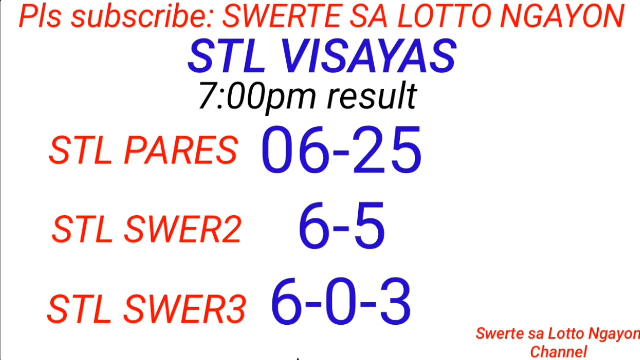 Pls subscribe: SWERTE SA LOTTO NGAYON
STL VISAYAS
7:00pm result
STL PARES 06-25
STL SWER2 6-5
STL SWER3 6-0-3
Swerte sa Lotto Ngayon
Channel